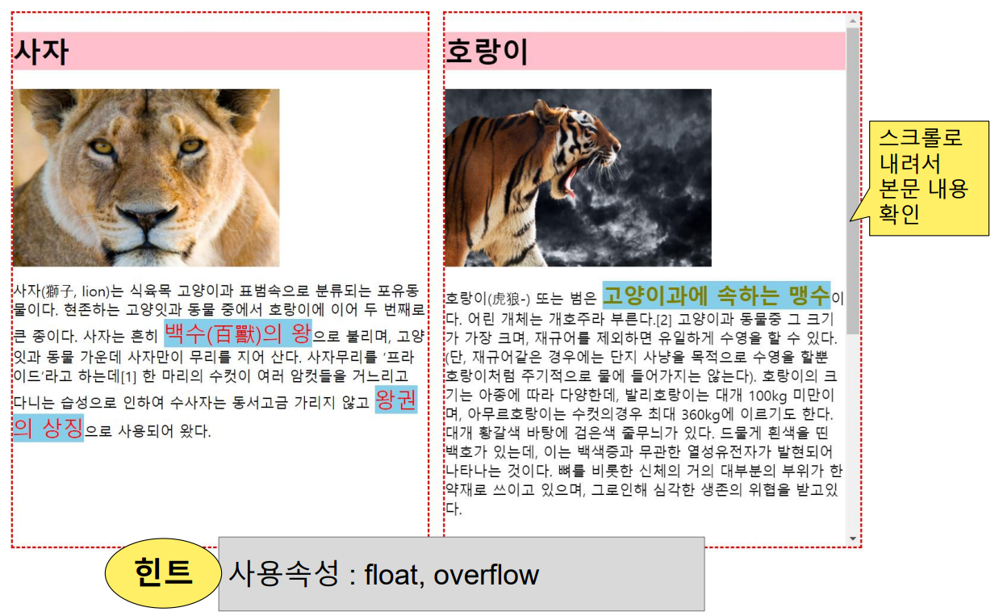 사자
사자(獅子, lion)는 식육목 고양이과 표범속으로 분류되는 포유동
물이다. 현존하는 고양잇과 동물 중에서 호랑이에 이어 두 번째로
큰 종이다. 사자는 흔히 백수(百獸)의 왕으로 불리며, 고양
잇과 동물 가운데 사자만이 무리를 지어 산다. 사자무리를 ‘프라
이드’라고 하는데[1] 한 마리의 수컷이 여러 암컷들을 거느리고
다니는 습성으로 인하여 수사자는 동서고금 가리지 않고 왕권
의 상징으로 사용되어 왔다.
호랑이
호랑이(虎狼-) 또는 범은 고양이과에 속하는 맹수이
다. 어린 개체는 개호주라 부른다.[2] 고양이과 동물중 그 크기
가 가장 크며, 재규어를 제외하면 유일하게 수영을 할 수 있다.
(단, 재규어같은 경우에는 단지 사냥을 목적으로 수영을 할뿐
호랑이처럼 주기적으로 물에 들어가지는 않는다). 호랑이의 크
기는 아종에 따라 다양한데, 발리호랑이는 대개 100kg 미만이
며, 아무르호랑이는 수컷의경우 최대 360kg에 이르기도 한다.
대개 황갈색 바탕에 검은색 줄무늬가 있다. 드물게 흰색을 띤
백호가 있는데, 이는 백색증과 무관한 열성유전자가 발현되어
나타나는 것이다. 뼈를 비롯한 신체의 거의 대부분의 부위가 한
약재로 쓰이고 있으며, 그로인해 심각한 생존의 위협을 받고있
다.
스크롤로
내려서
본문 내용
확인
힌트
사용속성 : float, overflow